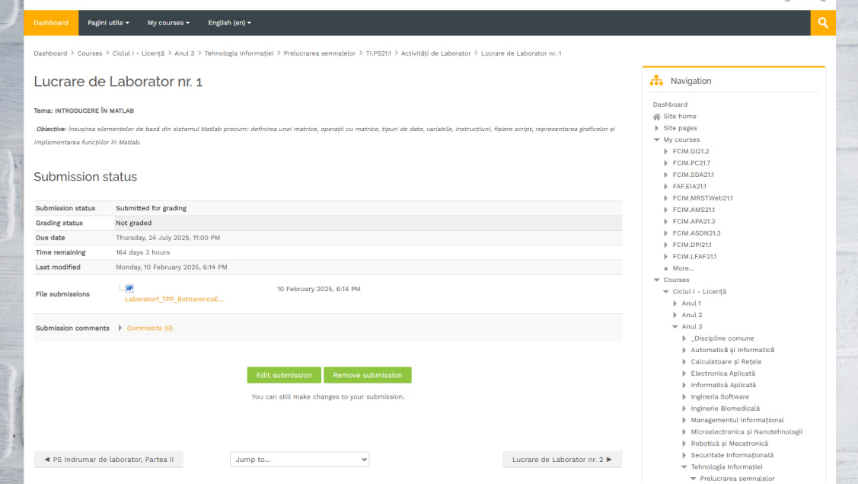 Dashboard Pagini utile My courses English (en)
Dashboard > Courses > Ciclul I - Licență > Anul 3 > Tehnologia Informației > Prelucrarea semnalelor > TI.PS21.1 > Activități de Laborator > Lucrare de Laborator nr. 1
Lucrare de Laborator nr. 1
Tema: INTRODUCERE ÎN MATLAB
Obiective: însușirea elementelor de bază din sistemul Matlab precum: definirea unei matrice, operații cu matrice, tipuri de date, variabile, instrucțiuni, fișiere script, reprezentarea graficelor și
implementarea funcțiilor în Matlab.
Submission status
Submission status Submitted for grading
Grading status Not graded
Due date Thursday, 24 July 2025, 11:00 PM
Time remaining 164 days 3 hours
Last modified Monday, 10 February 2025, 6:14 PM
File submissions Laborator1_TPP_BotnarencoE... 10 February 2025, 6:14 PM
Submission comments Comments (0)
Edit submission Remove submission
You can still make changes to your submission.
◄ PS Indrumar de laborator, Partea II
Jump to...
Lucrare de Laborator nr. 2 ►
Navigation
Dashboard
Site home
Site pages
My courses
FCIM.GI21.2
FCIM.PC21.7
FCIM.SDA21.1
FAF.EIA21.1
FCIM.MRSTWeb21.1
FCIM.AMS21.1
FCIM.APA21.3
FCIM.ASDN21.3
FCIM.DPI21.1
FCIM.LFAF21.1
More...
Courses
Ciclul I - Licență
Anul 1
Anul 2
Anul 3
_Discipline comune
Automatică și Informatică
Calculatoare și Rețele
Electronica Aplicată
Informatică Aplicată
Ingineria Software
Inginerie Biomedicală
Managementul Informațional
Microelectronica și Nanotehnologii
Robotică și Mecatronică
Securitate Informațională
Tehnologia Informației
Prelucrarea semnalelor